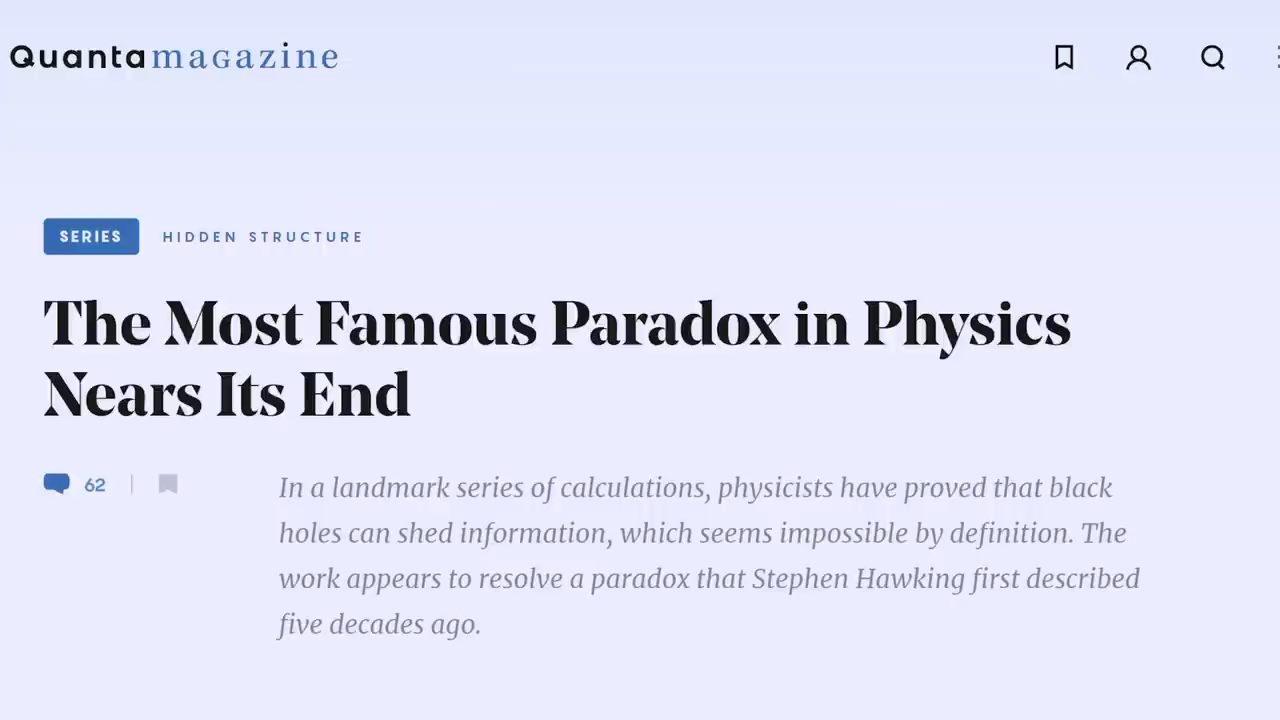 Quanta magazine
SERIES HIDDEN STRUCTURE
The Most Famous Paradox in Physics
Nears Its End
62
In a landmark series of calculations, physicists have proved that black
holes can shed information, which seems impossible by definition. The
work appears to resolve a paradox that Stephen Hawking first described
five decades ago.